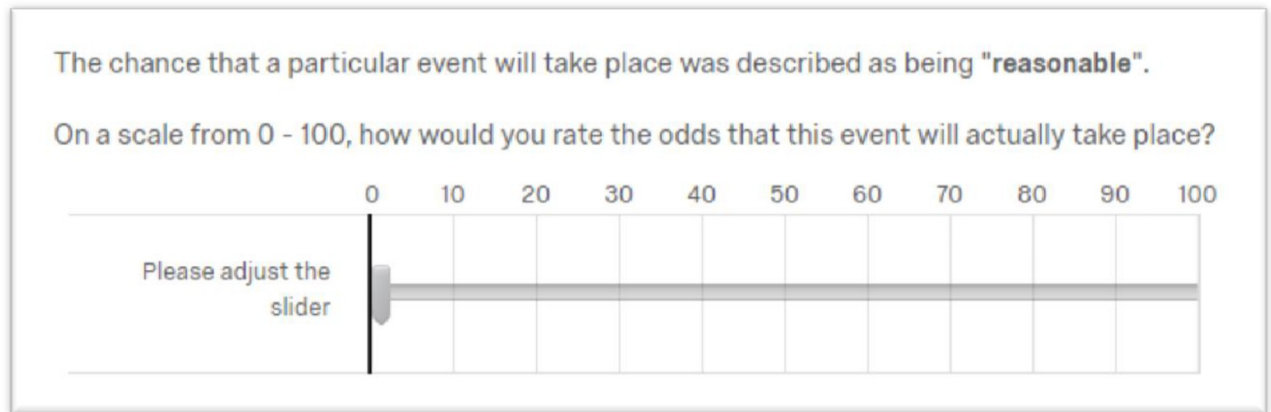 The chance that a particular event will take place was described as being "reasonable".
On a scale from 0 - 100, how would you rate the odds that this event will actually take place?
0 10 20 30 40 50 60 70 80 90 100
Please adjust the
slider